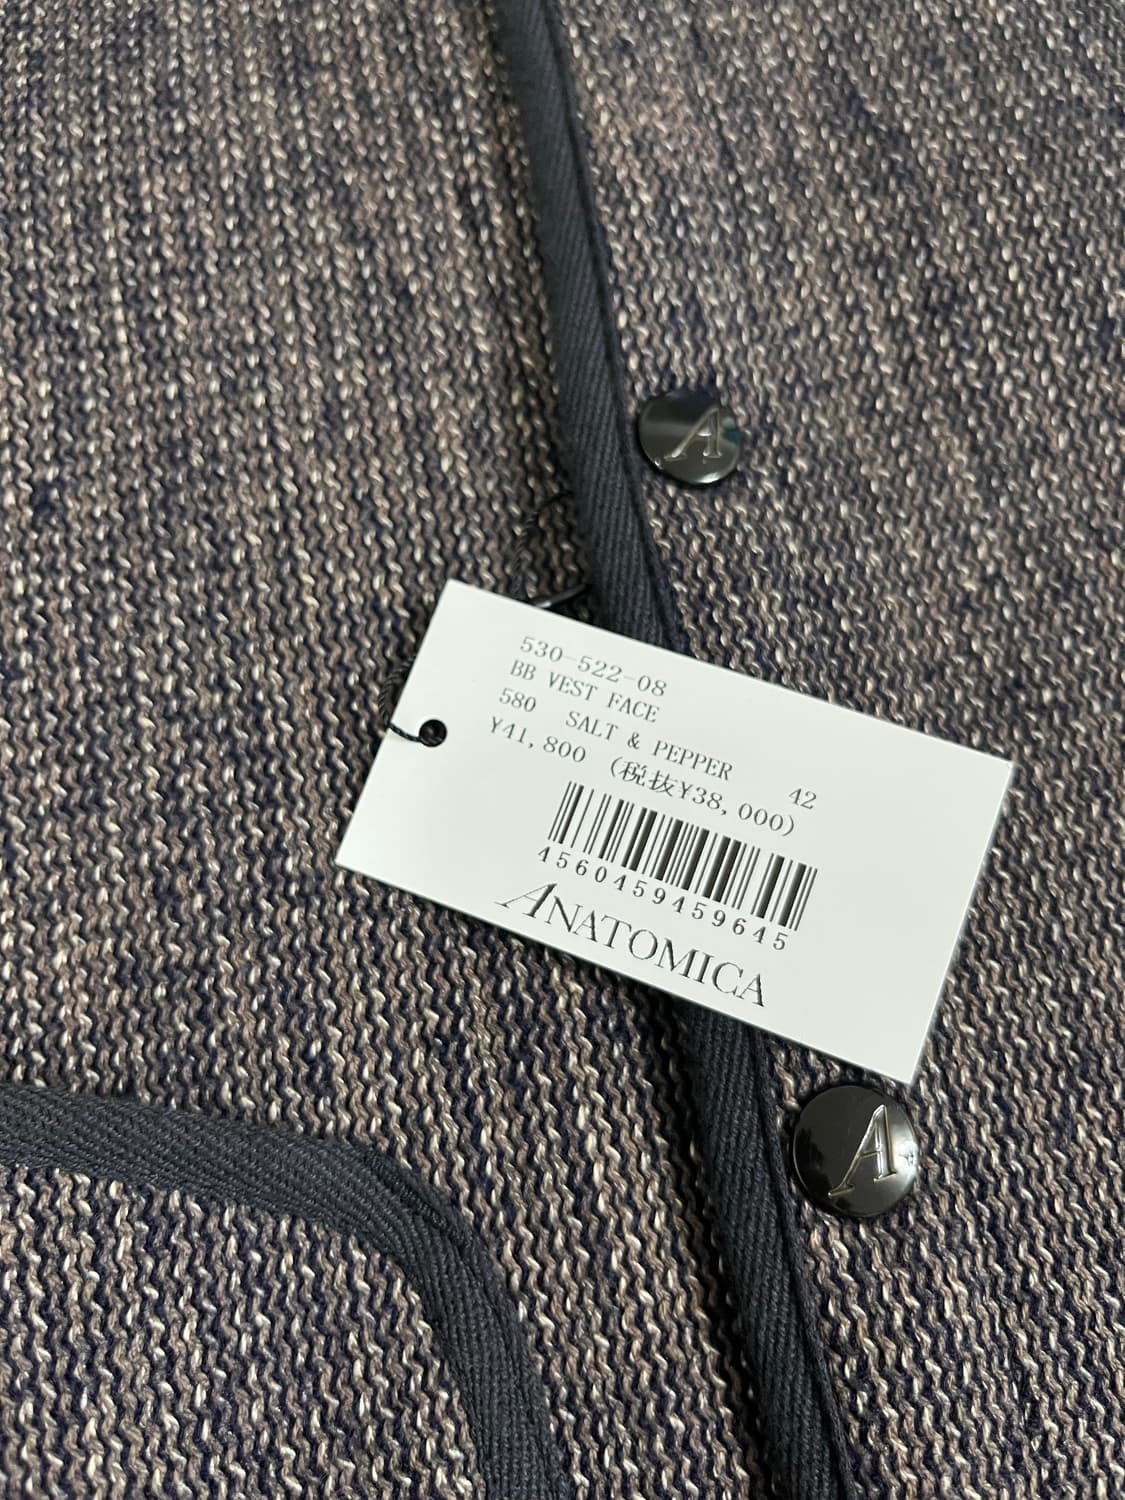 A
530-522-08
BB VEST FACE
580 SALT & PEPPER 42
¥41,800 (税抜¥38,000)
4560459459645
ANATOMICA
A